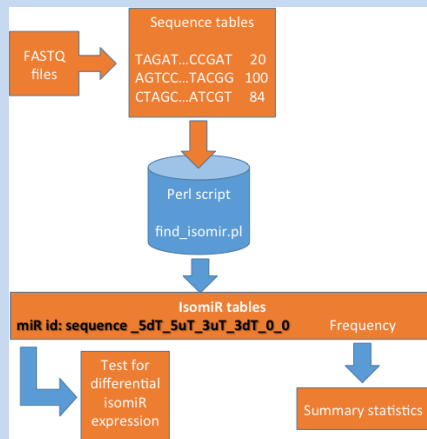 Sequence tables
FASTQ
files
TAGAT...CCGAT 20
AGTCC...TACGG 100
CTAGC...ATCGT 84
Perl script
find_isomir.pl
IsomiR tables
miR id: sequence _5dT_5uT_3uT_3dT_0_0 Frequency
Test for
differential
isomiR
expression
Summary statistics